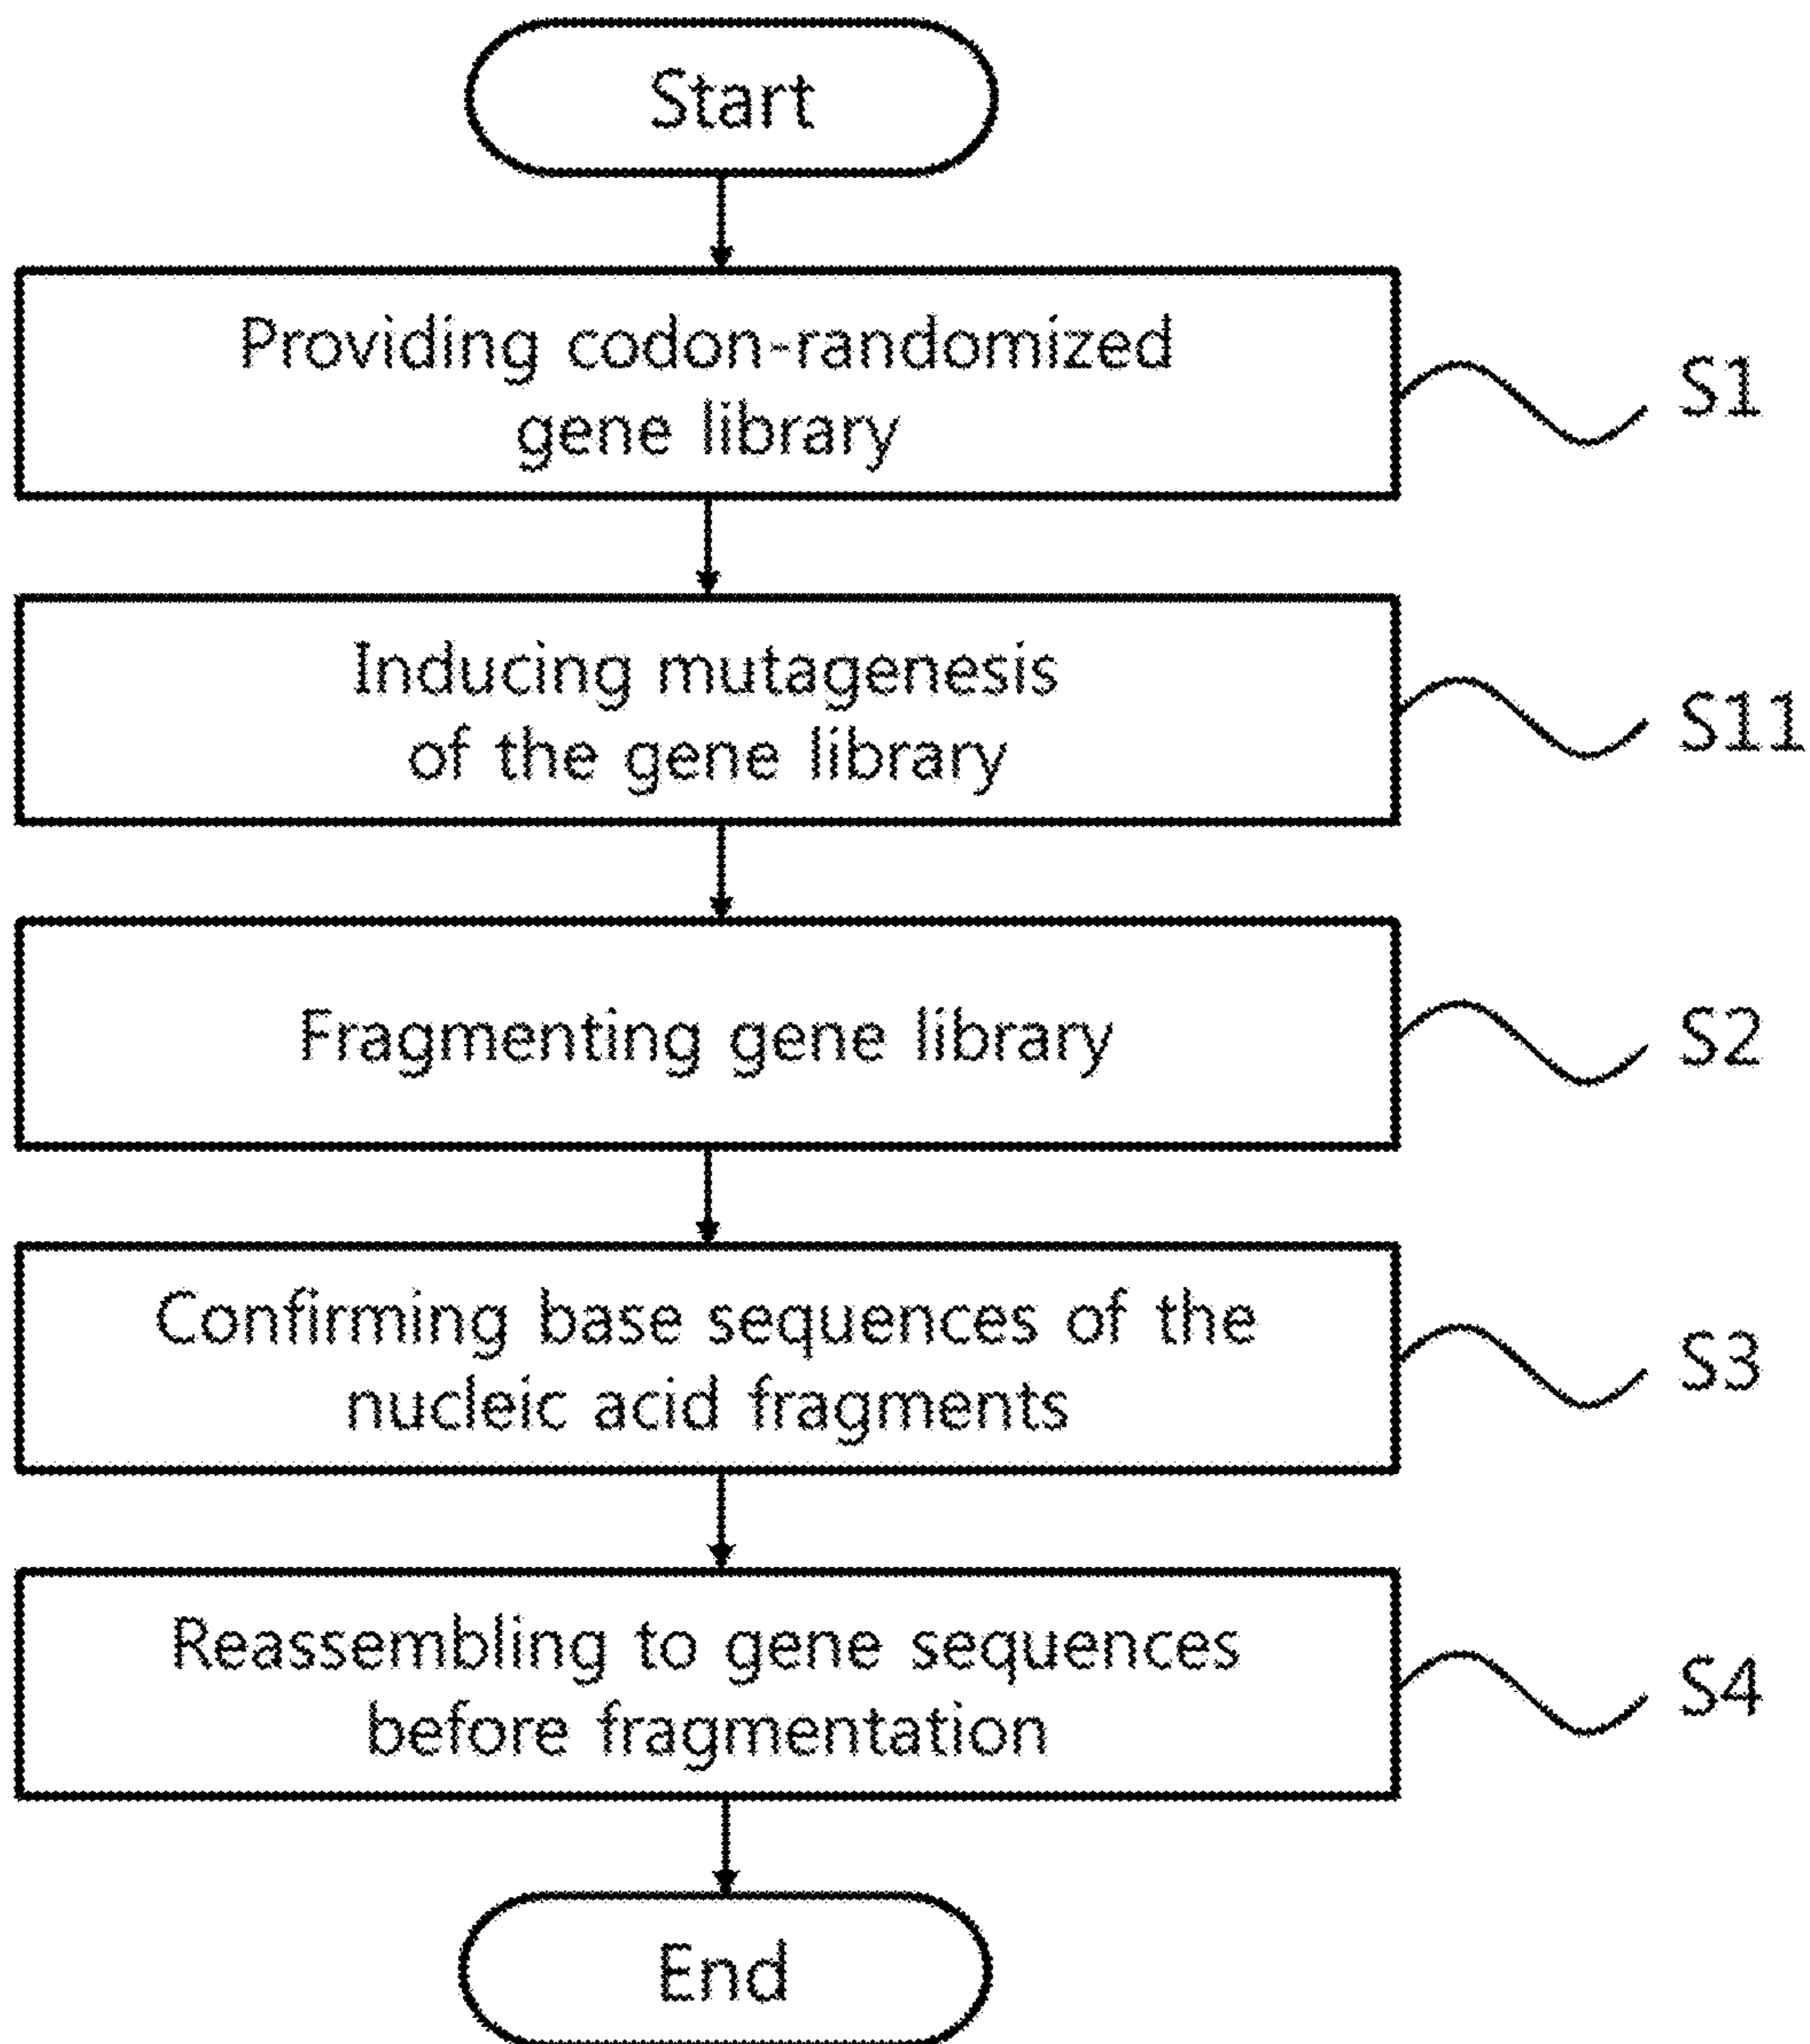 Start
Providing codon-randomized
gene library
S1
Inducing mutagenesis
of the gene library
S11
Fragmenting gene library
S2
Confirming base sequences of the
nucleic acid fragments
S3
Reassembling to gene sequences
before fragmentation
S4
End